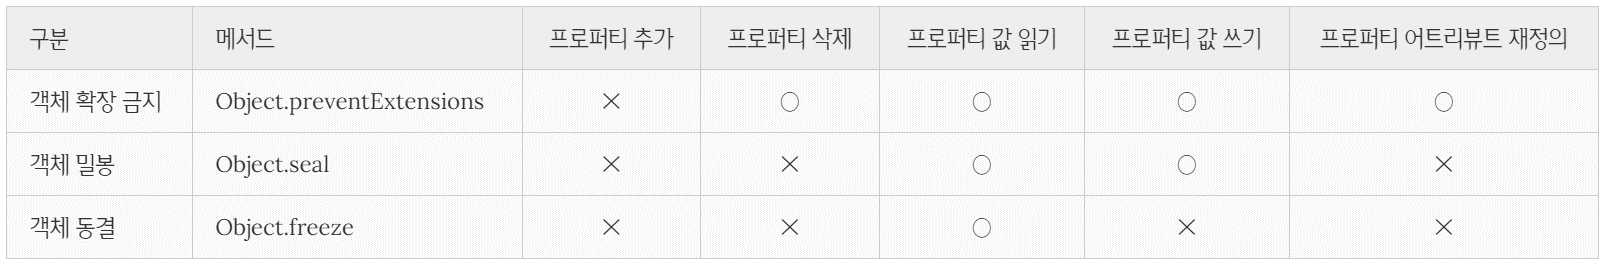 구분 메서드 프로퍼티 추가 프로퍼티 삭제 프로퍼티 값 읽기 프로퍼티 값 쓰기 프로퍼티 어트리뷰트 재정의
객체 확장 금지 Object.preventExtensions × ○ ○ ○ ○
객체 밀봉 Object.seal × × ○ ○ ×
객체 동결 Object.freeze × × ○ × ×